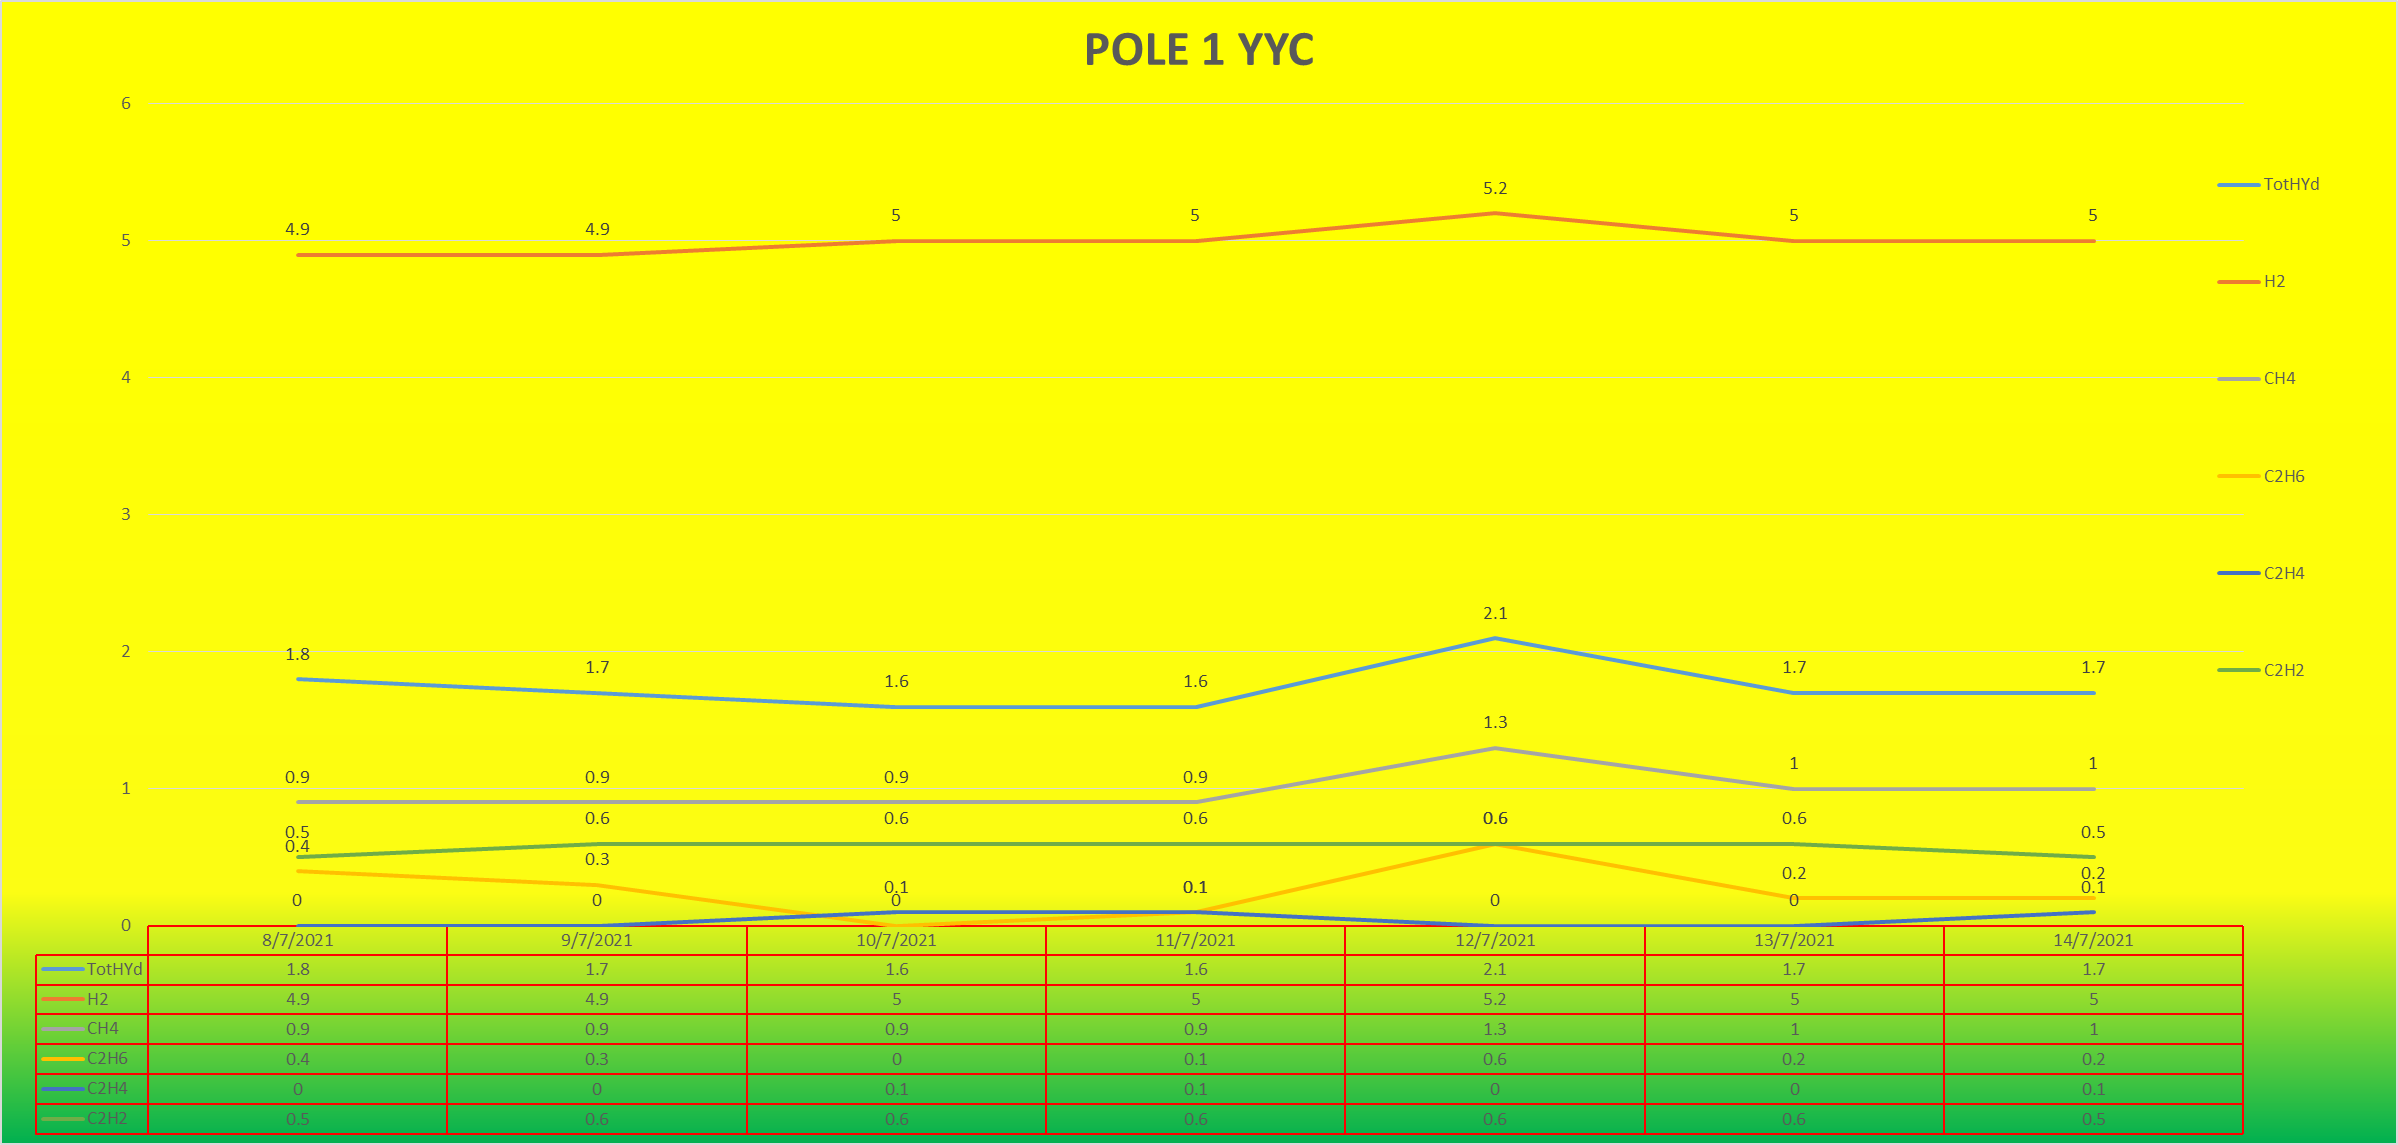 POLE 1 YYC
6
5
4
3
2
1
0
4.9 4.9 5 5 5.2 5 5
1.8 1.7 1.6 1.6 2.1 1.7 1.7
0.9 0.9 0.9 0.9 1.3 1 1
0.5 0.6 0.6 0.6 0.6 0.6 0.5
0.4 0.3 0 0.1 0.6 0.2 0.2
0 0 0.1 0.1 0 0 0.1
TotHYd
H2
CH4
C2H6
C2H4
C2H2
8/7/2021 9/7/2021 10/7/2021 11/7/2021 12/7/2021 13/7/2021 14/7/2021
TotHYd 1.8 1.7 1.6 1.6 2.1 1.7 1.7
H2 4.9 4.9 5 5 5.2 5 5
CH4 0.9 0.9 0.9 0.9 1.3 1 1
C2H6 0.4 0.3 0 0.1 0.6 0.2 0.2
C2H4 0 0 0.1 0.1 0 0 0.1
C2H2 0.5 0.6 0.6 0.6 0.6 0.6 0.5